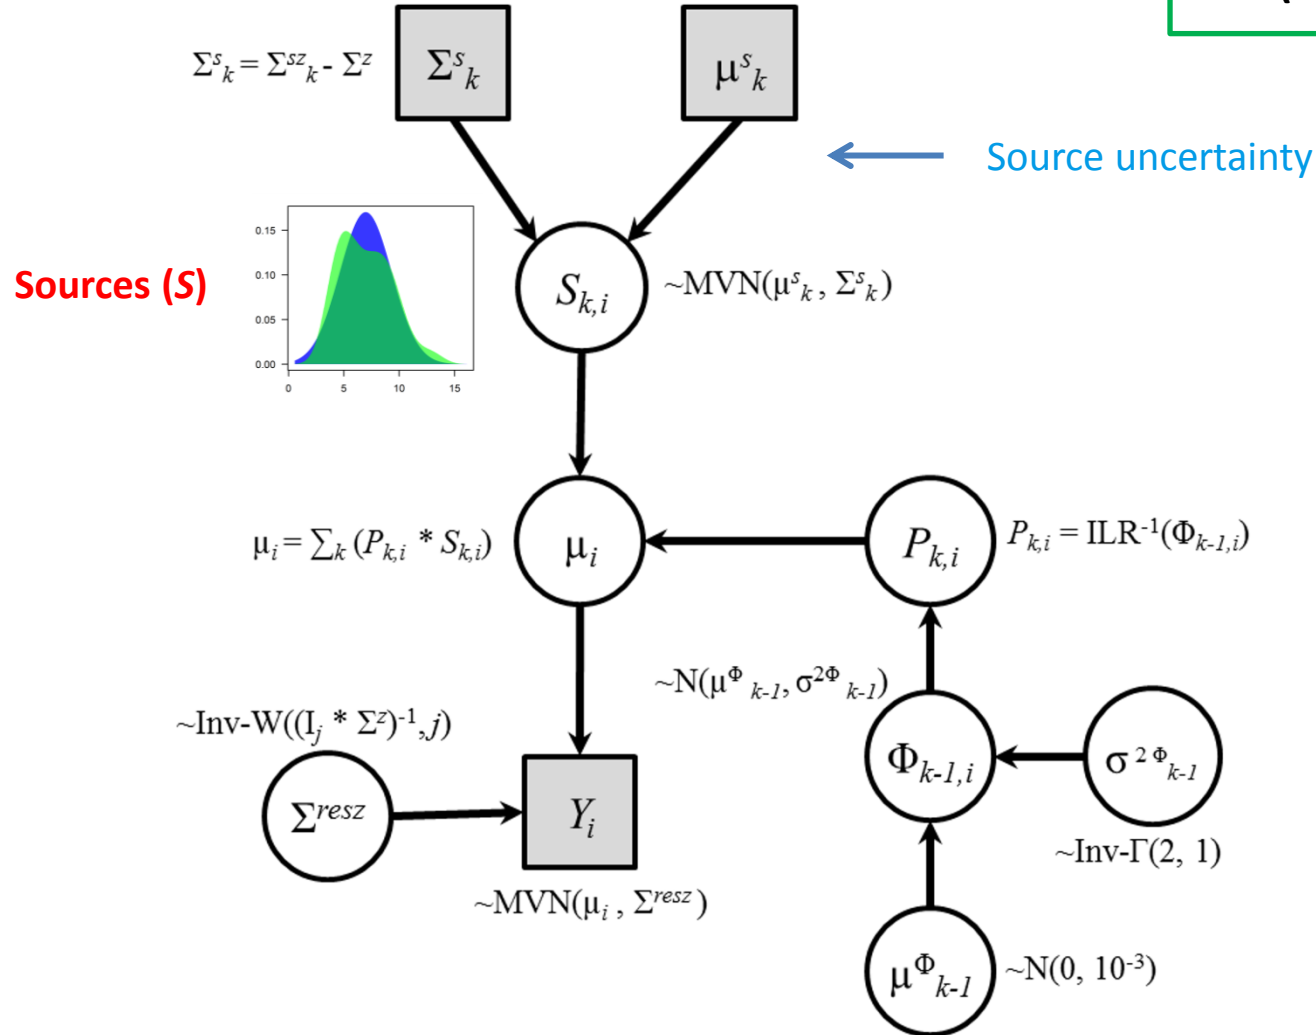 Σˢₖ = Σˢᶻₖ - Σᶻ
Σˢₖ
μˢₖ
Source uncertainty
0.15
0.10
0.05
0.00
0
5
10
15
Sources (S)
Sₖ,ᵢ
~MVN(μˢₖ , Σˢₖ)
μᵢ = ∑ₖ (Pₖ,ᵢ * Sₖ,ᵢ)
μᵢ
Pₖ,ᵢ
Pₖ,ᵢ = ILR⁻¹(Φₖ₋₁,ᵢ)
~N(μᶲₖ₋₁, σ²ᶲₖ₋₁)
~Inv-W((Iⱼ * Σᶻ)⁻¹, j)
Σʳᵉˢᶻ
Yᵢ
Φₖ₋₁,ᵢ
σ²ᶲₖ₋₁
~Inv-Γ(2, 1)
~MVN(μᵢ , Σʳᵉˢᶻ)
μᶲₖ₋₁
~N(0, 10⁻³)